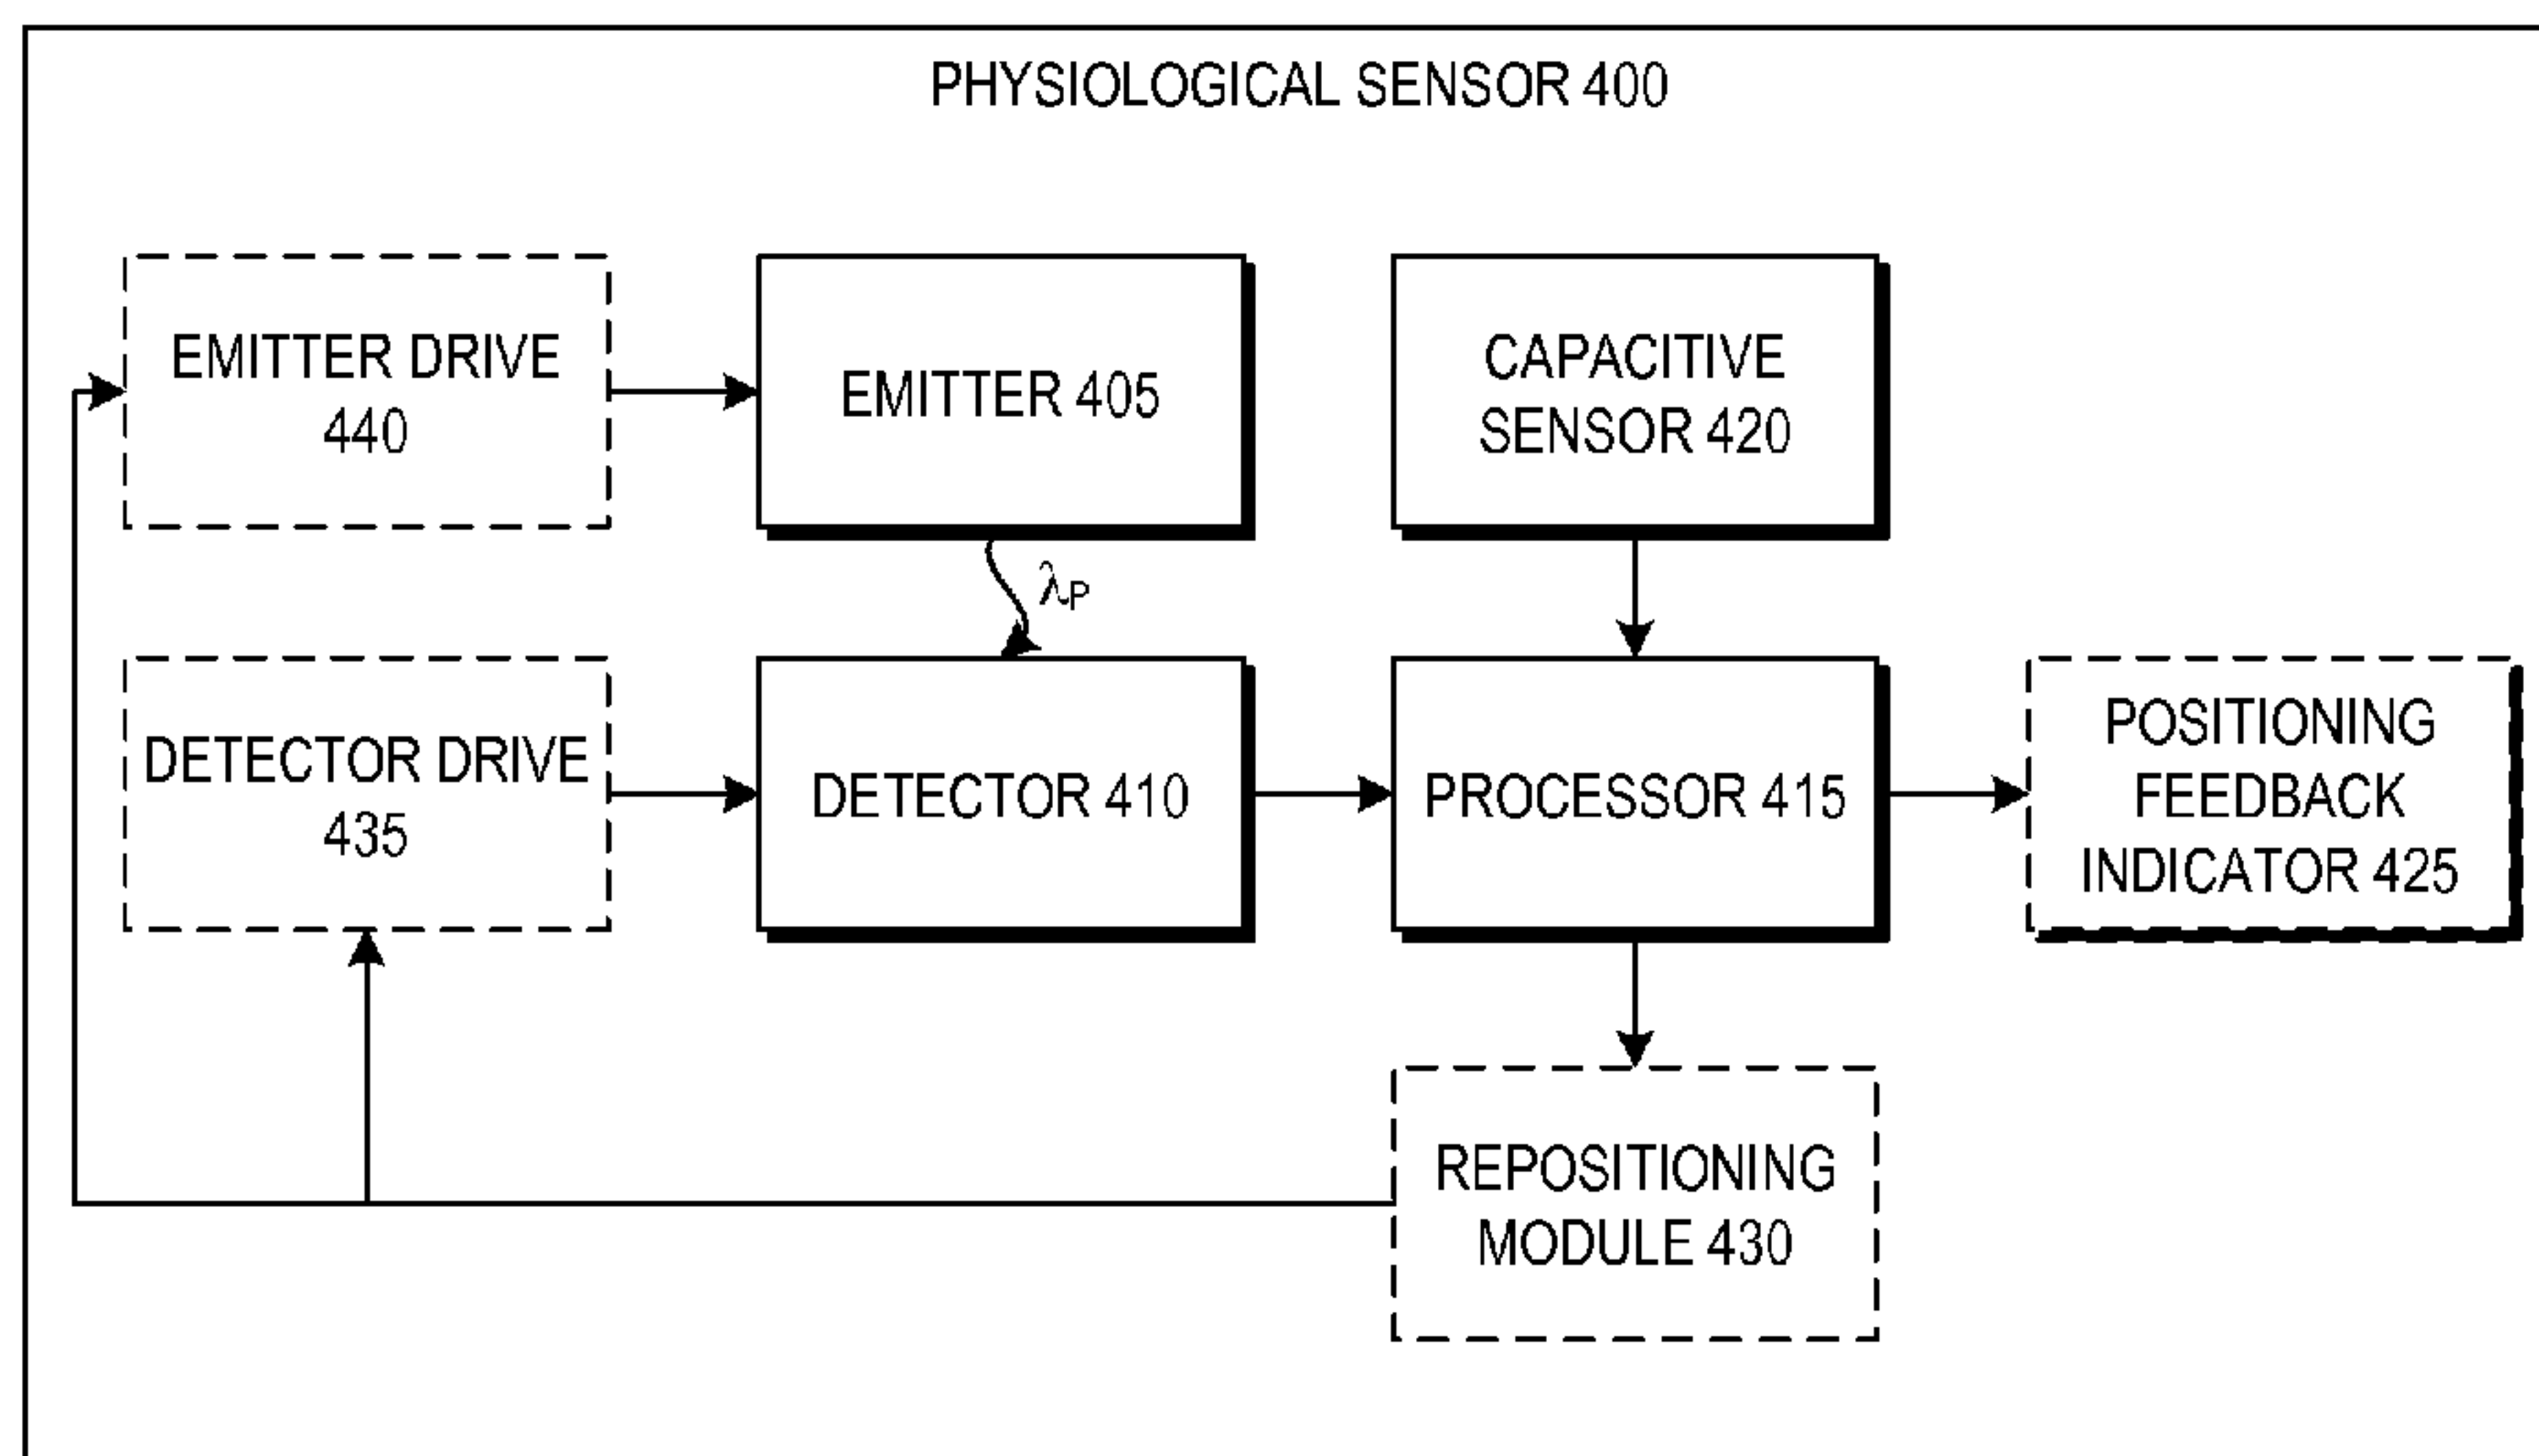 PHYSIOLOGICAL SENSOR 400
EMITTER DRIVE
440
EMITTER 405
CAPACITIVE
SENSOR 420
λP
DETECTOR DRIVE
435
DETECTOR 410
PROCESSOR 415
POSITIONING
FEEDBACK
INDICATOR 425
REPOSITIONING
MODULE 430